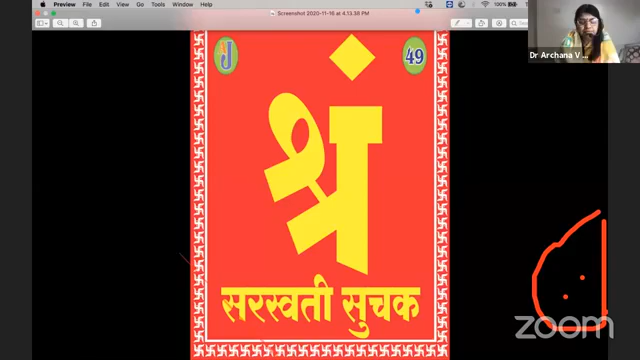 Preview File Edit View Go Tools Window Help 100%
Screenshot 2020-11-16 at 4.13.38 PM
Dr Archana V ...
49
सरस्वती सुचक
zoom